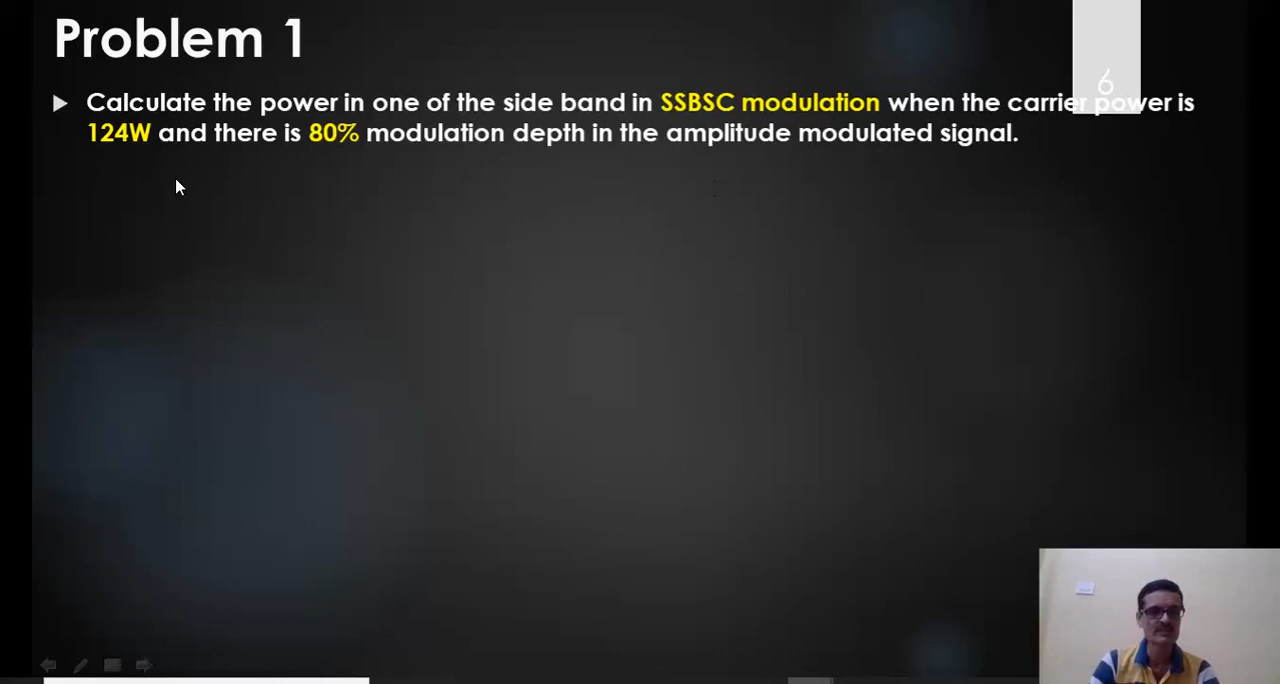 Problem 1
6
Calculate the power in one of the side band in SSBSC modulation when the carrier power is
124W and there is 80% modulation depth in the amplitude modulated signal.